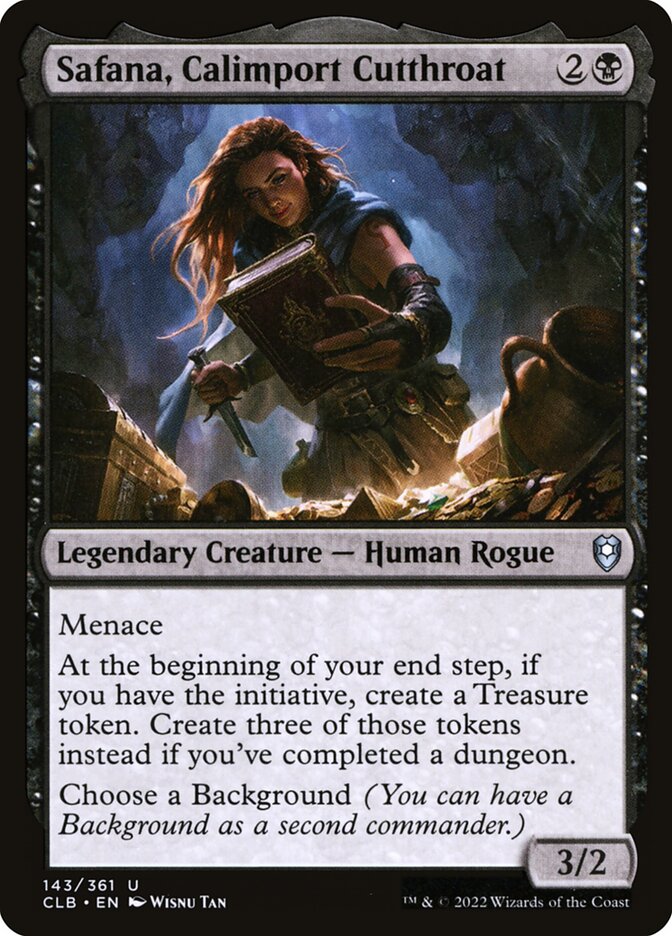 Safana, Calimport Cutthroat 2
Legendary Creature — Human Rogue
Menace
At the beginning of your end step, if
you have the initiative, create a Treasure
token. Create three of those tokens
instead if you've completed a dungeon.
Choose a Background (You can have a
Background as a second commander.)
3/2
143/361 U
CLB • EN Wisnu Tan
™ & © 2022 Wizards of the Coast